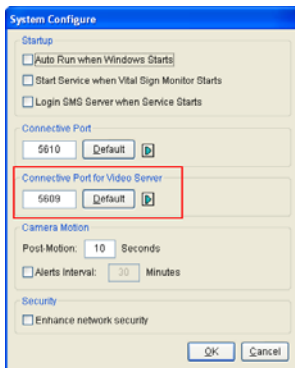 System Configure
Startup
Auto Run when Windows Starts
Start Service when Vital Sign Monitor Starts
Login SMS Server when Service Starts
Connective Port
5610 Default
Connective Port for Video Server
5609 Default
Camera Motion
Post-Motion: 10 Seconds
Alerts Interval: 30 Minutes
Security
Enhance network security
OK Cancel